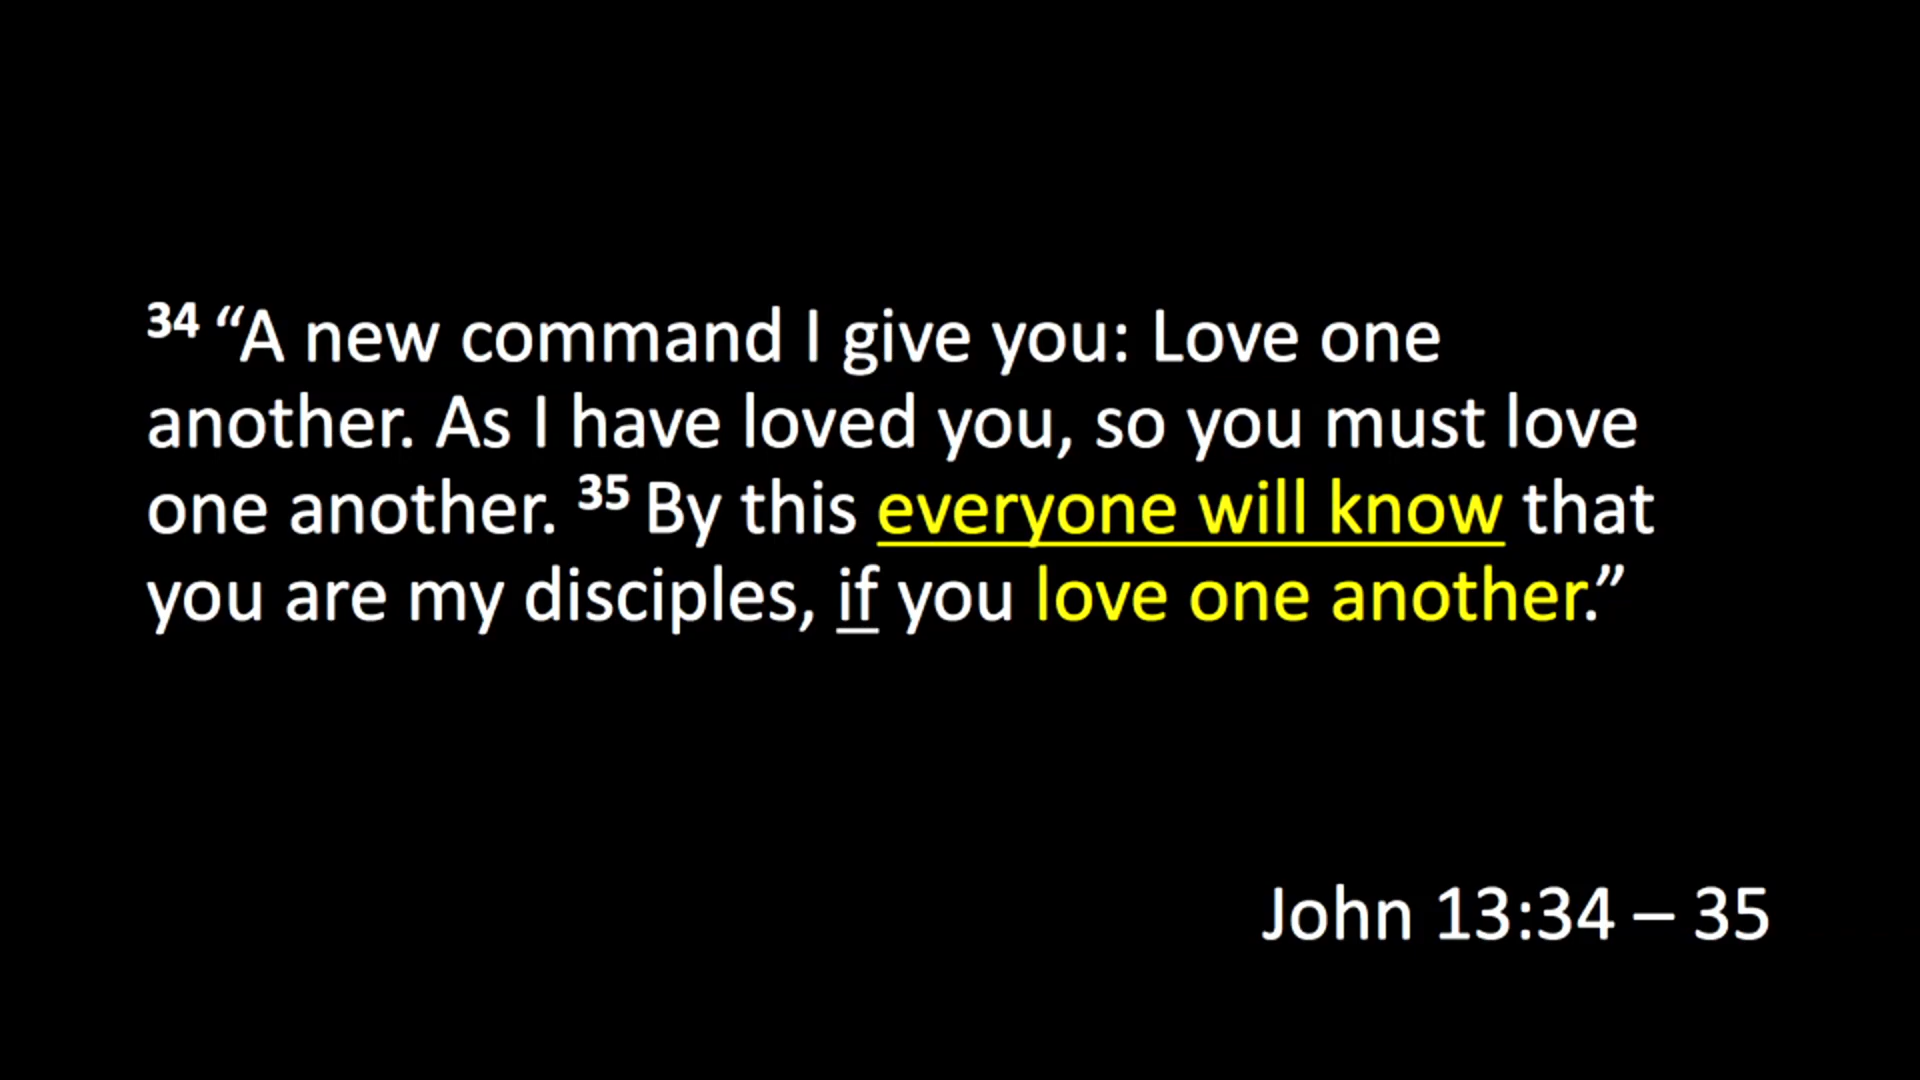 34 “A new command I give you: Love one
another. As I have loved you, so you must love
one another. 35 By this everyone will know that
you are my disciples, if you love one another.”
John 13:34 – 35